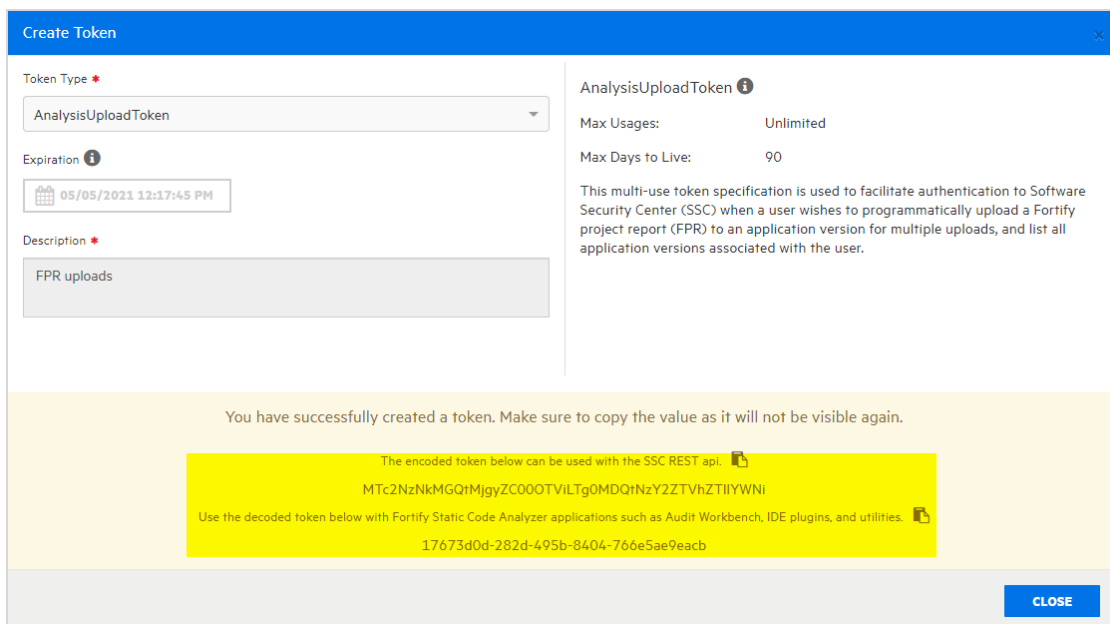 Create Token
×
Token Type *
AnalysisUploadToken
Expiration
05/05/2021 12:17:45 PM
Description *
FPR uploads
AnalysisUploadToken
Max Usages: Unlimited
Max Days to Live: 90
This multi-use token specification is used to facilitate authentication to Software
Security Center (SSC) when a user wishes to programmatically upload a Fortify
project report (FPR) to an application version for multiple uploads, and list all
application versions associated with the user.
You have successfully created a token. Make sure to copy the value as it will not be visible again.
The encoded token below can be used with the SSC REST api.
MTc2NzNkMGQtMjgyZC00OTViLTg0MDQtNzY2ZTVhZTllYWNi
Use the decoded token below with Fortify Static Code Analyzer applications such as Audit Workbench, IDE plugins, and utilities.
17673d0d-282d-495b-8404-766e5ae9eacb
CLOSE